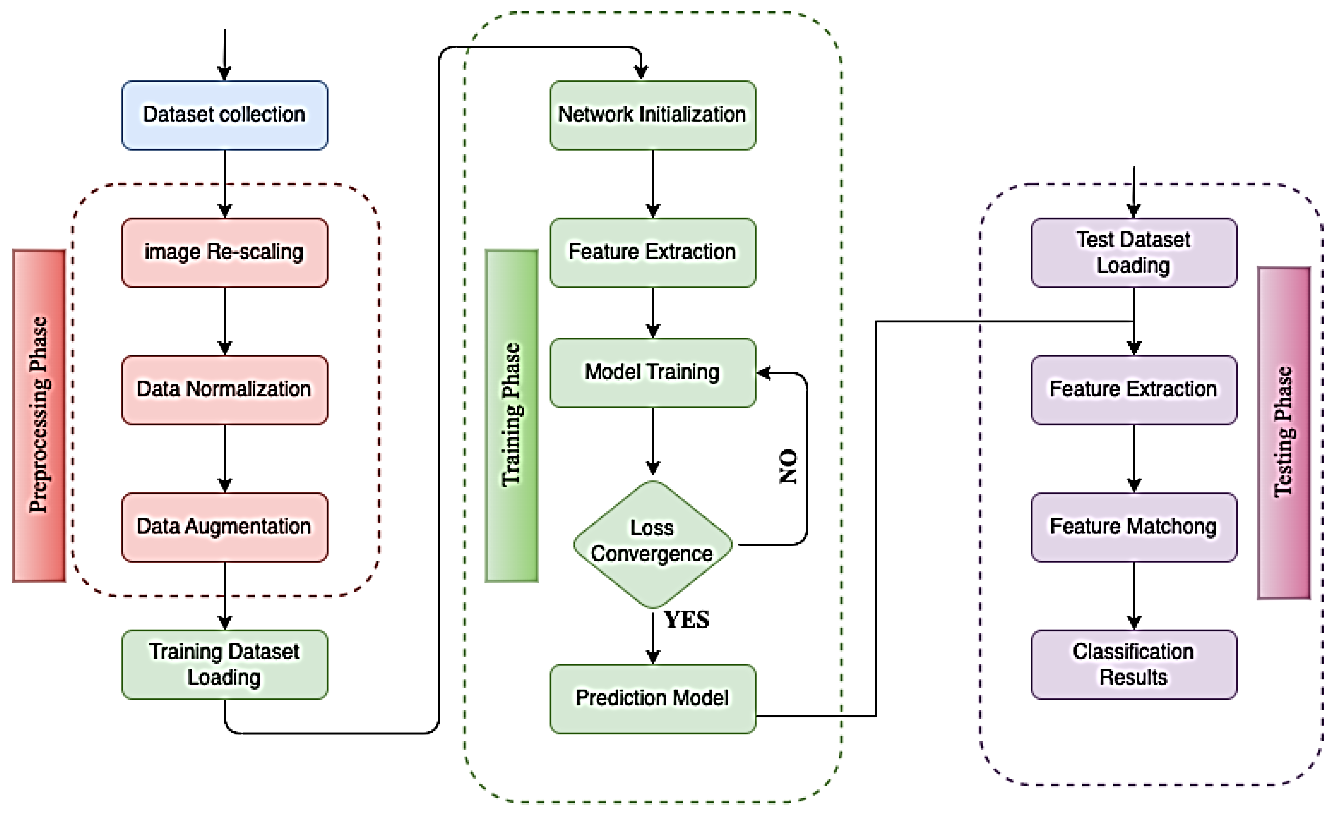 Dataset collection
Preprocessing Phase
image Re-scaling
Data Normalization
Data Augmentation
Training Dataset
Loading
Training Phase
Network Initialization
Feature Extraction
Model Training
NO
Loss
Convergence
YES
Prediction Model
Test Dataset
Loading
Feature Extraction
Feature Matchong
Classification
Results
Testing Phase